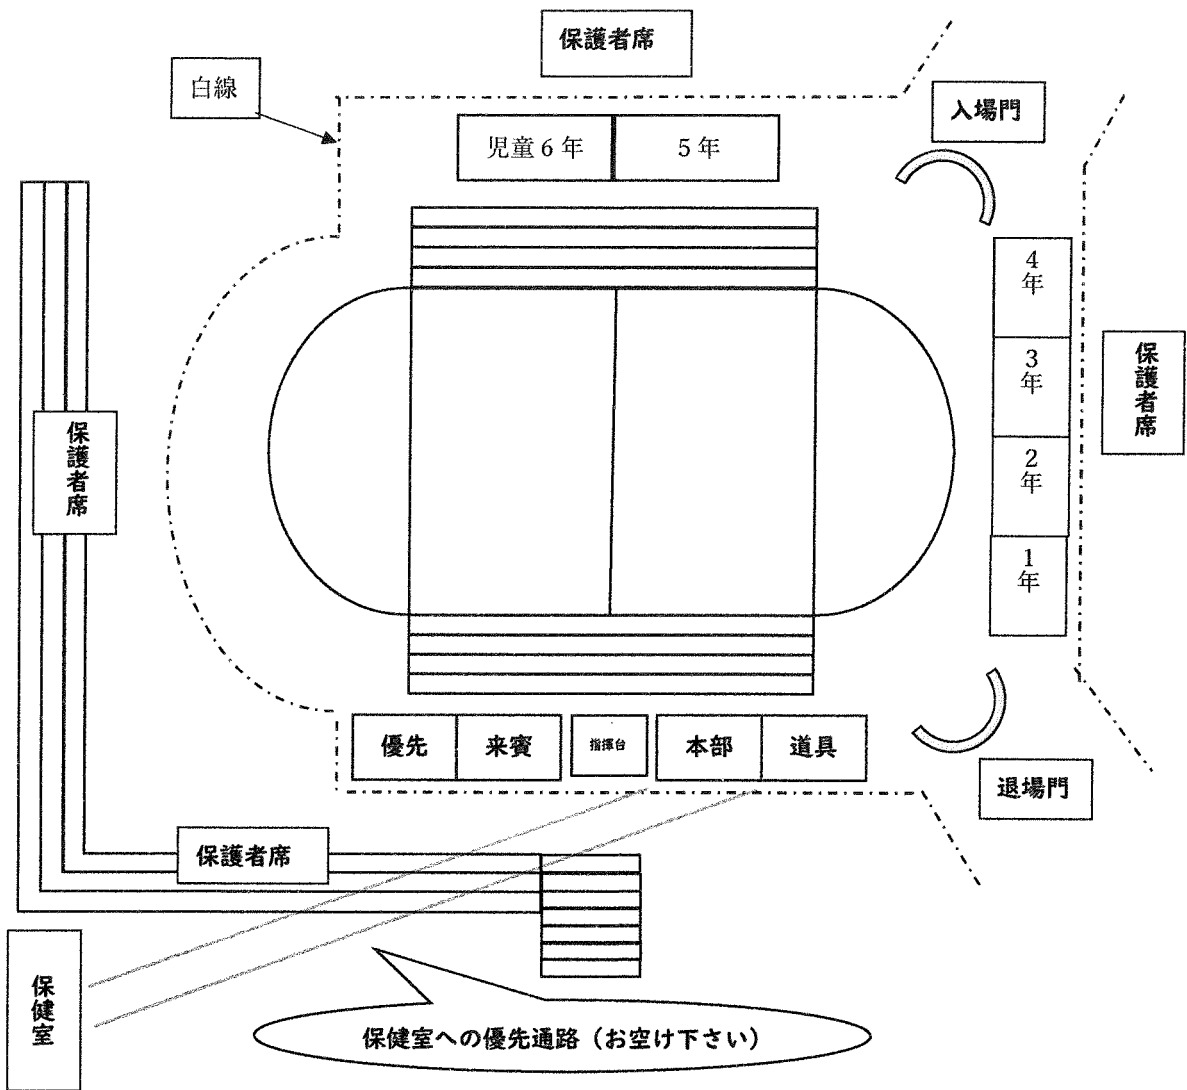 保護者席
白線
入場門
児童6年
5年
4年
3年
2年
1年
保護者席
保護者席
優先
来賓
指揮台
本部
道具
退場門
保護者席
保健室
保健室への優先通路（お空け下さい）